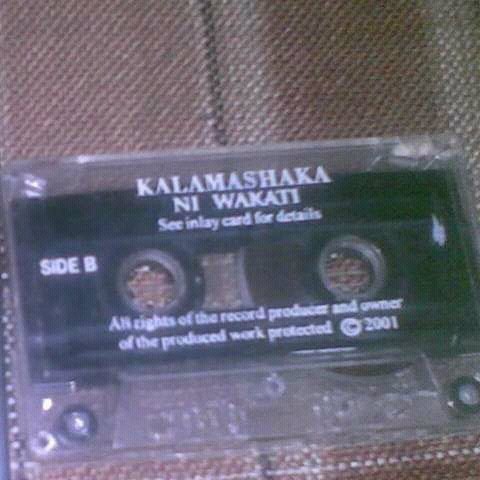 KALAMASHAKA
NI WAKATI
See inlay card for details
SIDE B
All rights of the record producer and owner
of the produced work protected © 2001